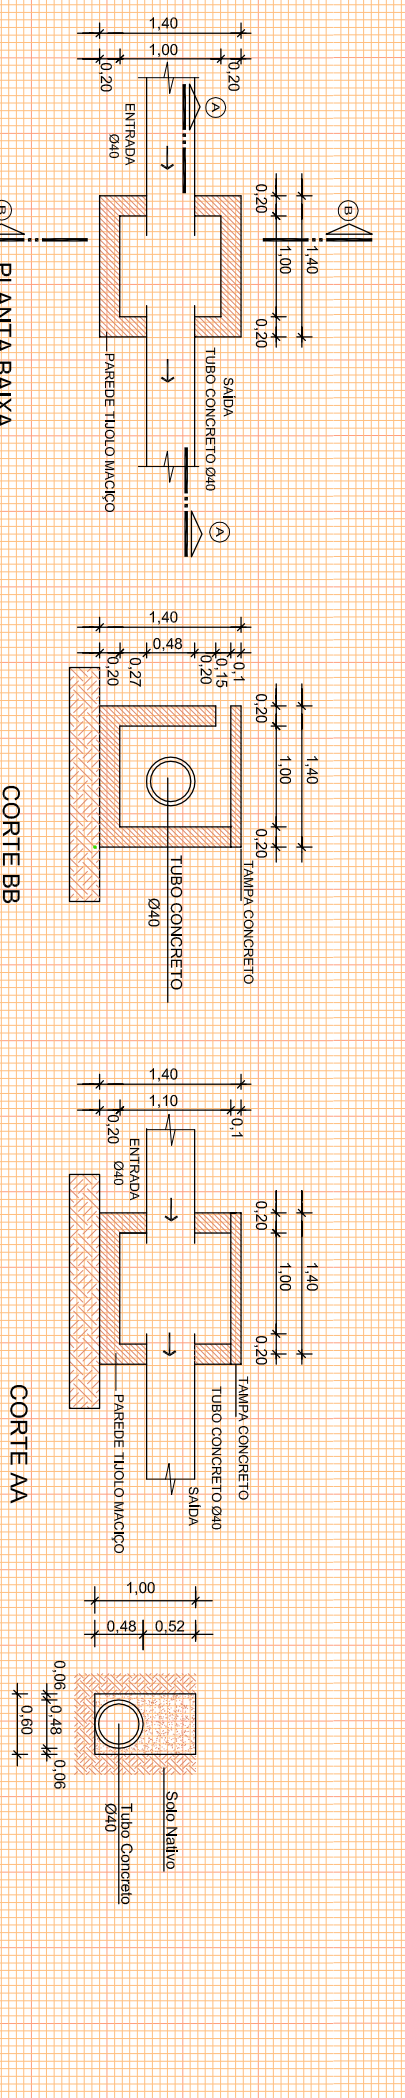 1,40
1,00
0,20
0,20
A
ENTRADA
Ø40
B
B
0,20
1,00
0,20
1,40
SAÍDA
TUBO CONCRETO Ø40
PAREDE TIJOLO MACIÇO
A
PLANTA BAIXA
1,40
0,48
0,1
0,15
0,20
0,27
0,20
0,20
1,00
0,20
1,40
TAMPA CONCRETO
TUBO CONCRETO
Ø40
CORTE BB
1,40
1,10
0,1
0,20
ENTRADA
Ø40
0,20
1,00
0,20
1,40
TAMPA CONCRETO
TUBO CONCRETO Ø40
SAÍDA
PAREDE TIJOLO MACIÇO
CORTE AA
1,00
0,48
0,52
0,06
0,48
0,06
0,60
Solo Nativo
Tubo Concreto
Ø40